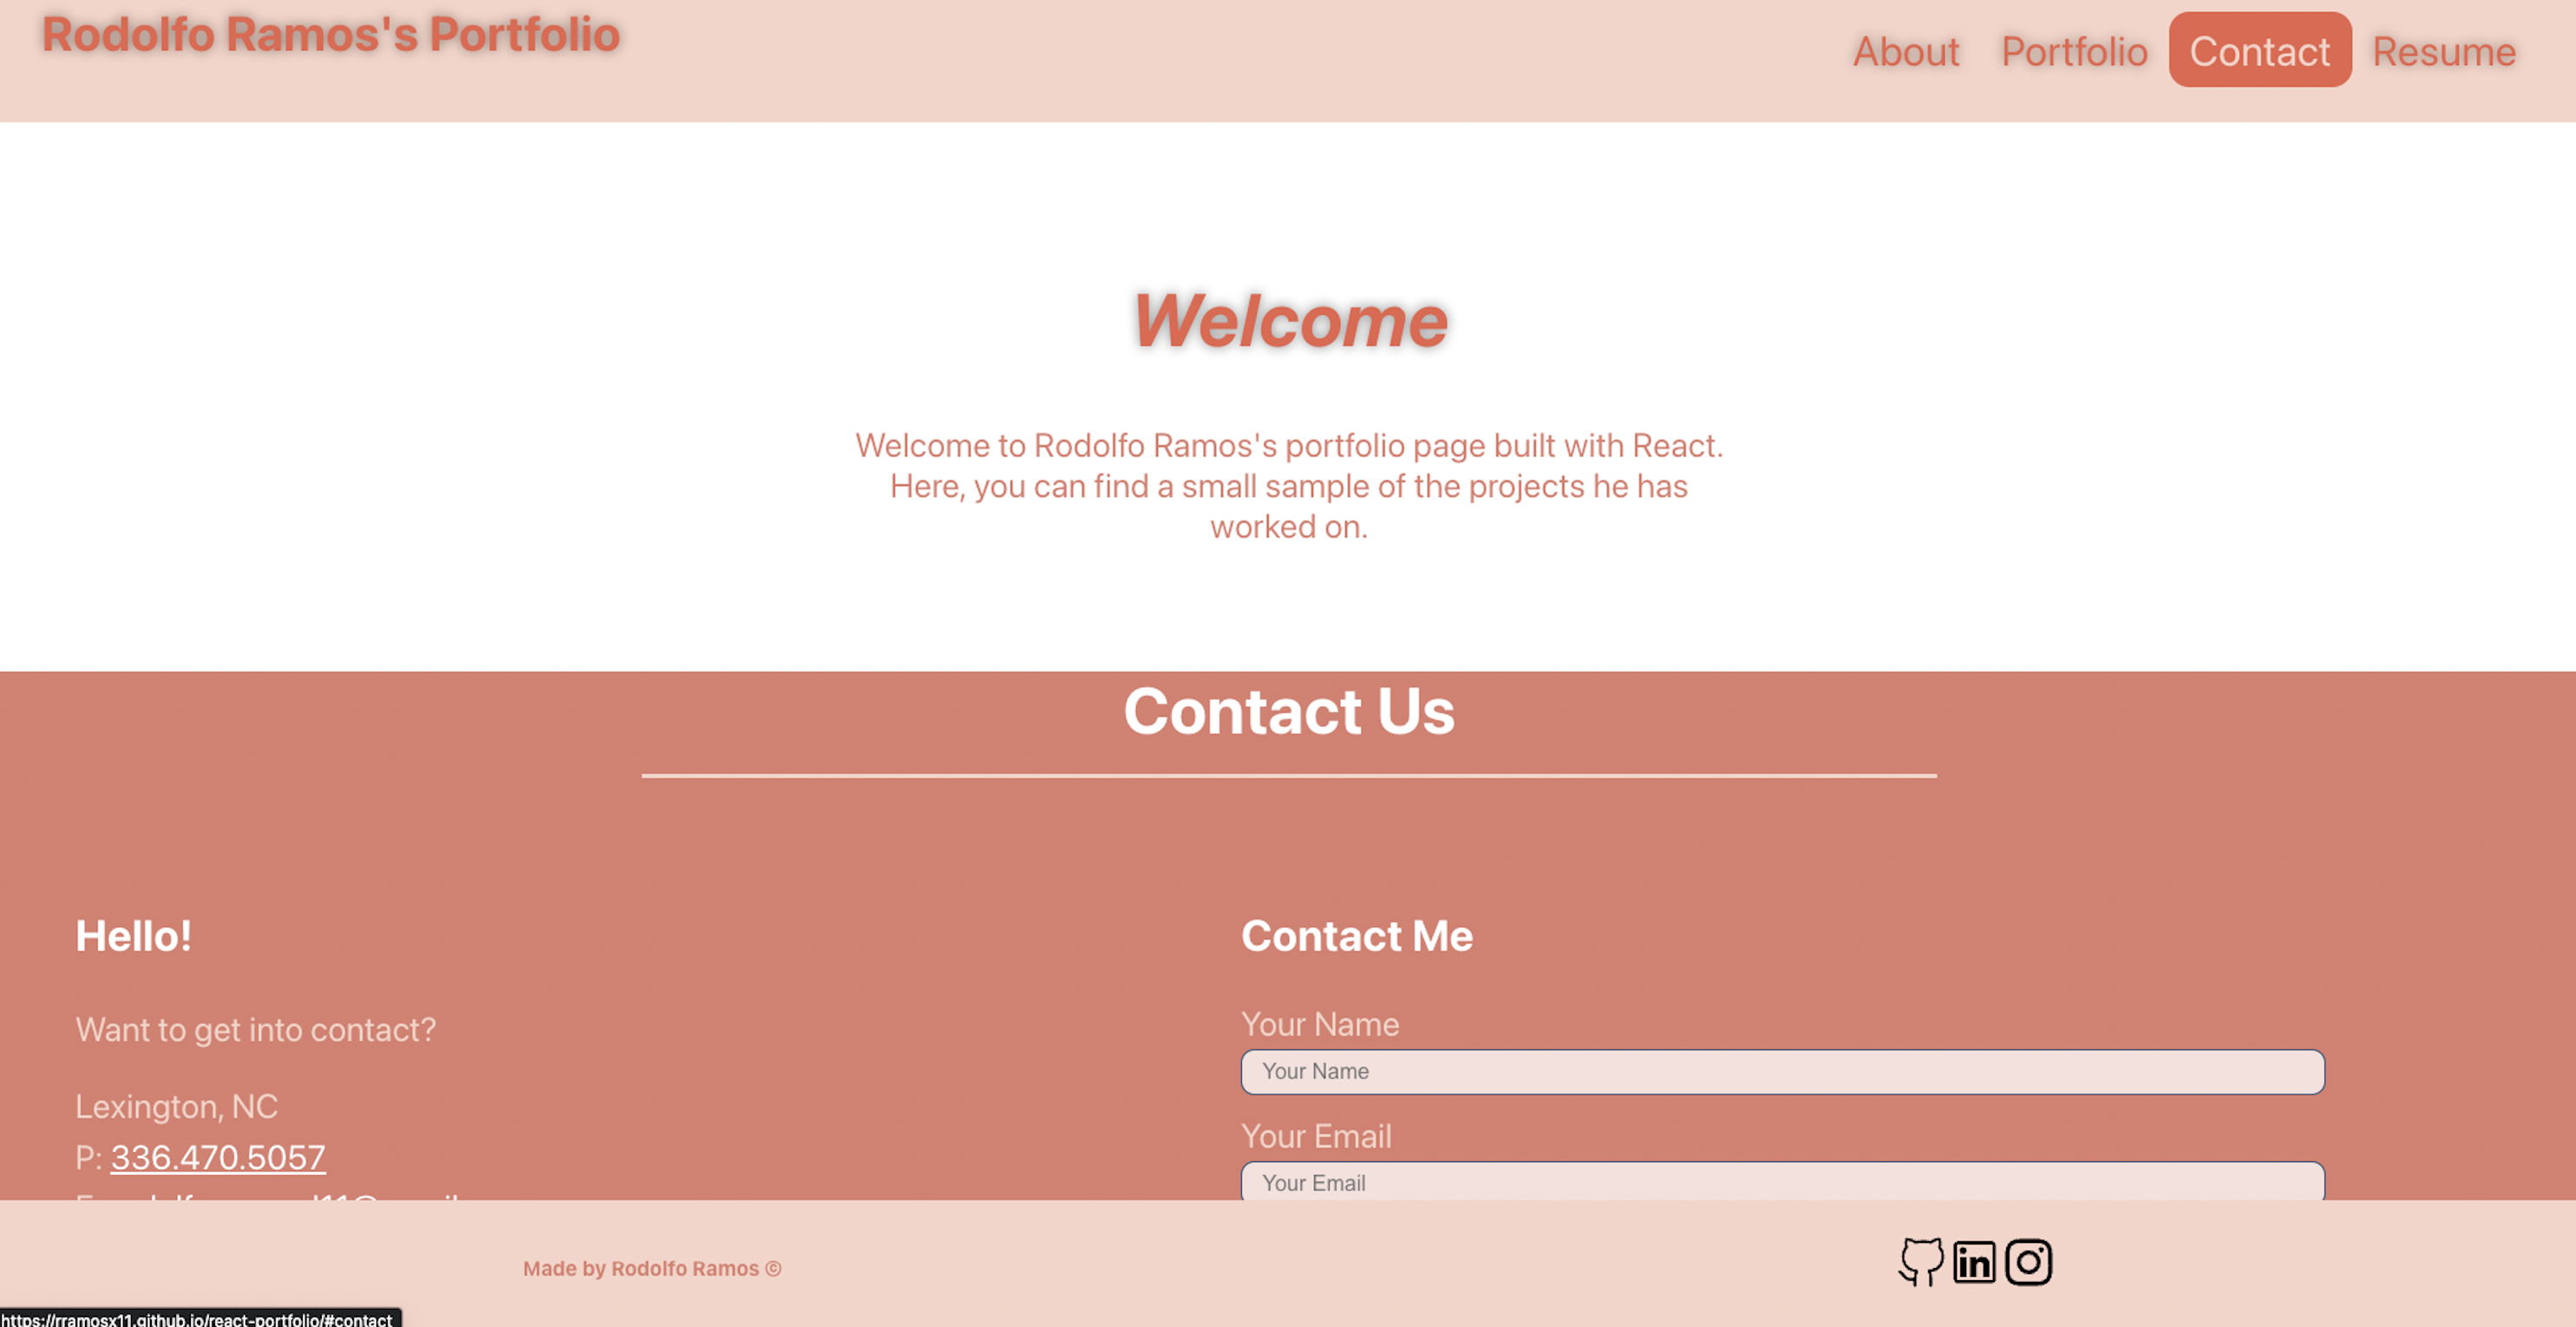 Rodolfo Ramos's Portfolio
About Portfolio Contact Resume
Welcome
Welcome to Rodolfo Ramos's portfolio page built with React.
Here, you can find a small sample of the projects he has
worked on.
Contact Us
Hello!
Want to get into contact?
Lexington, NC
P: 336.470.5057
Contact Me
Your Name
Your Name
Your Email
Your Email
Made by Rodolfo Ramos ©
in
https://rramosx11.github.io/react-portfolio/#contact